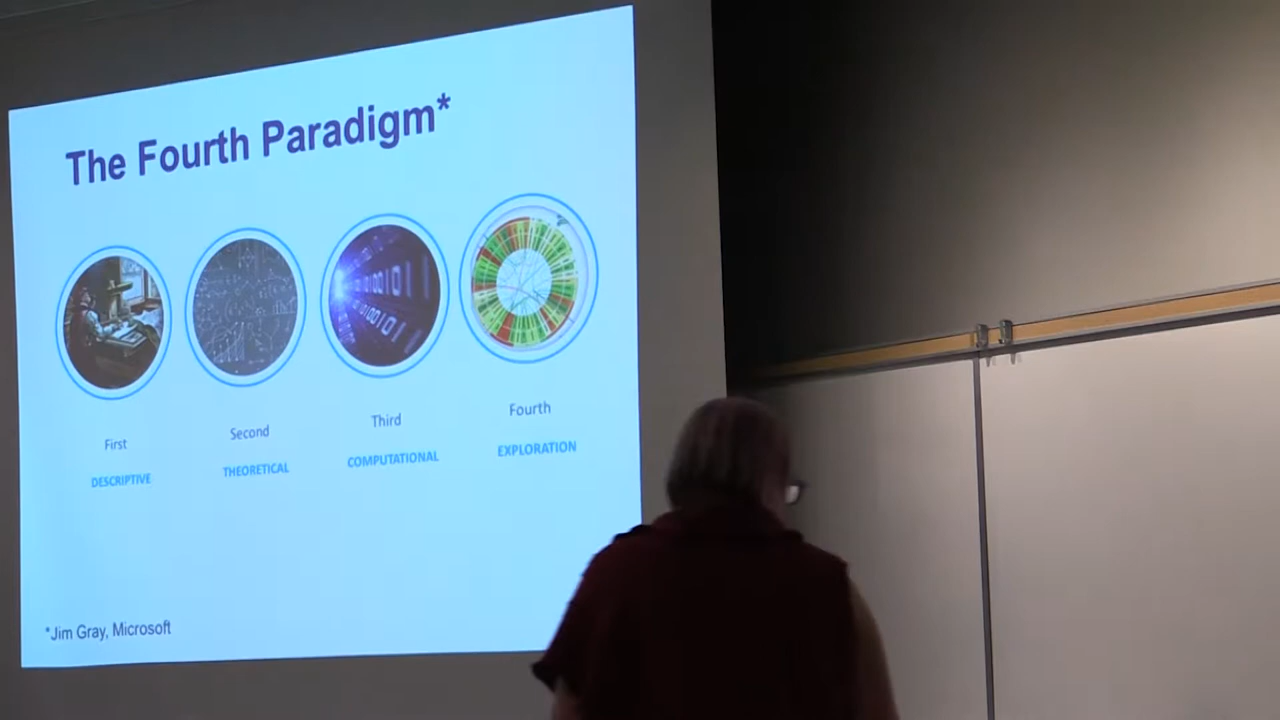 The Fourth Paradigm*
First
Second
Third
Fourth
DESCRIPTIVE
THEORETICAL
COMPUTATIONAL
EXPLORATION
*Jim Gray, Microsoft